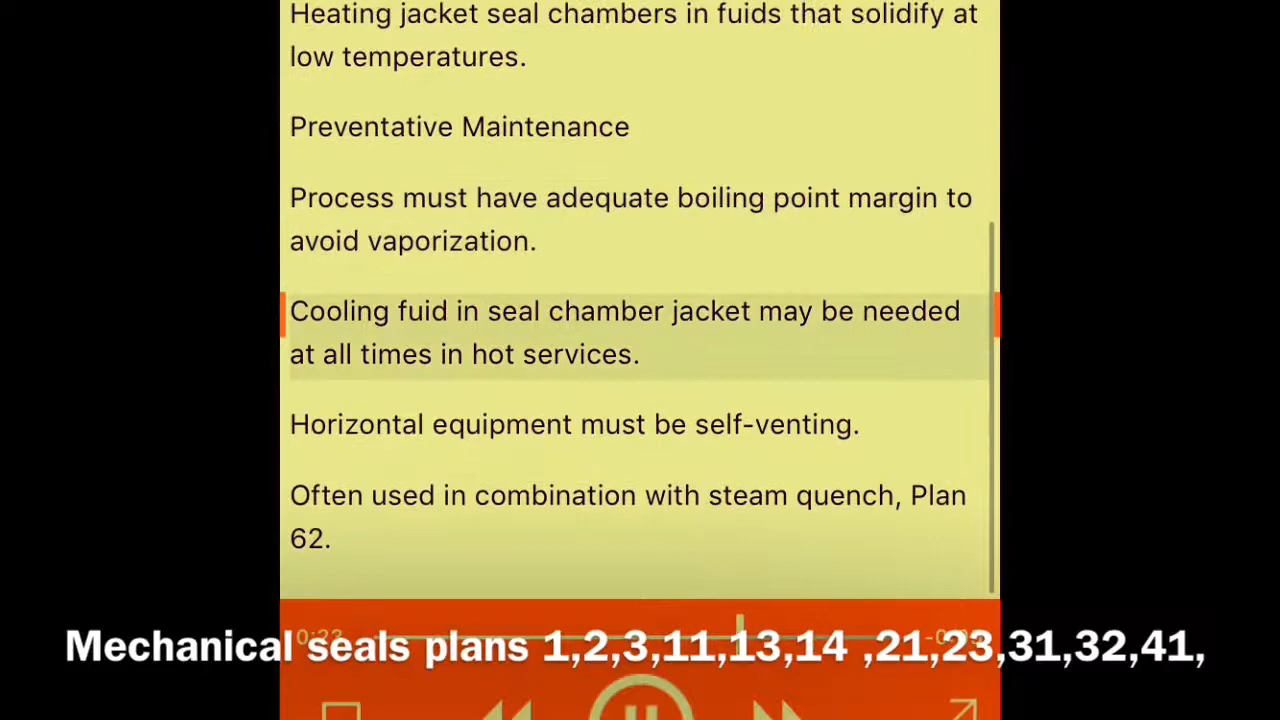 Heating jacket seal chambers in fuids that solidify at
low temperatures.
Preventative Maintenance
Process must have adequate boiling point margin to
avoid vaporization.
Cooling fuid in seal chamber jacket may be needed
at all times in hot services.
Horizontal equipment must be self-venting.
Often used in combination with steam quench, Plan
62.
0:23
Mechanical seals plans 1,2,3,11,13,14 ,21,23,31,32,41,